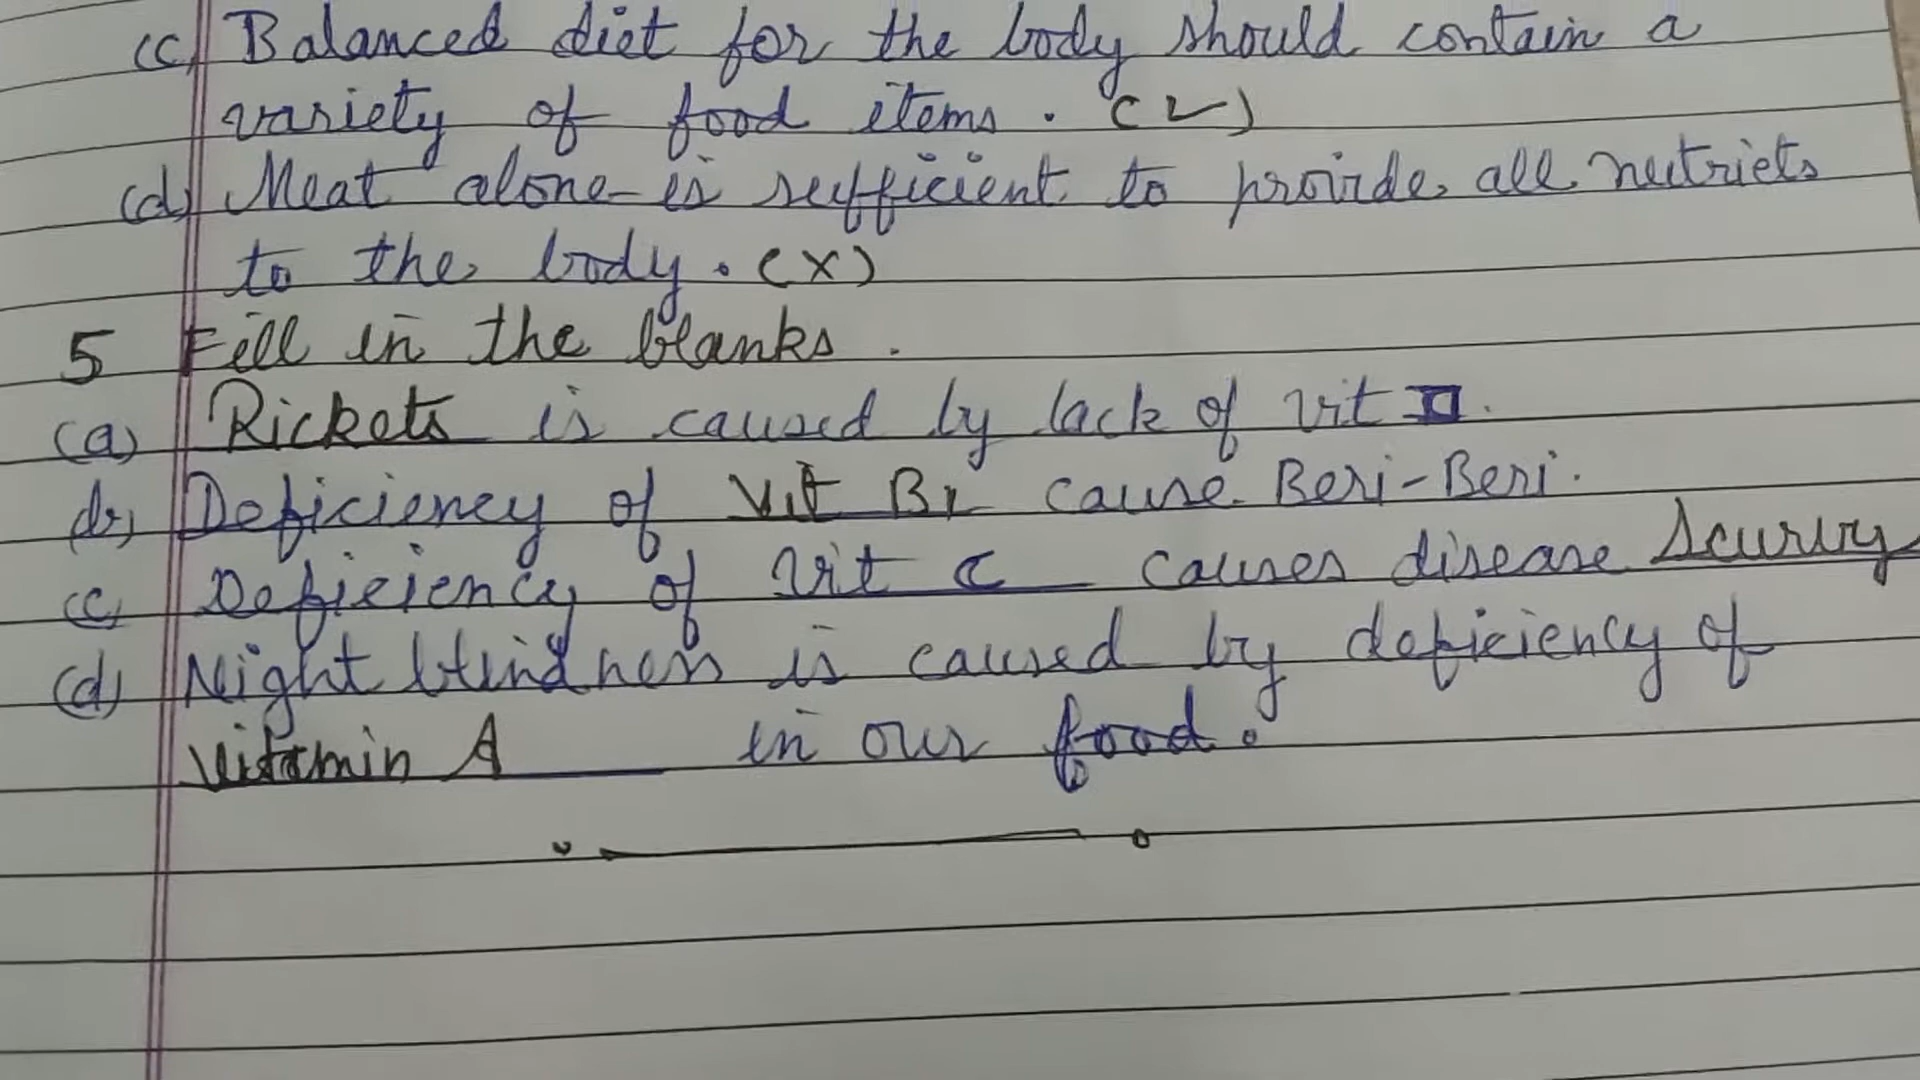 (c) Balanced diet for the body should contain a
variety of food items. (✓)
(d) Meat alone is sufficient to provide all nutriets
to the body. (X)
5 Fill in the blanks.
(a) Rickets is caused by lack of vit D.
(b) Deficiency of Vit B1 cause Beri-Beri.
(c) Deficiency of Vit C causes disease Scurvy
(d) Night blindness is caused by deficiency of
Vitamin A in our food.